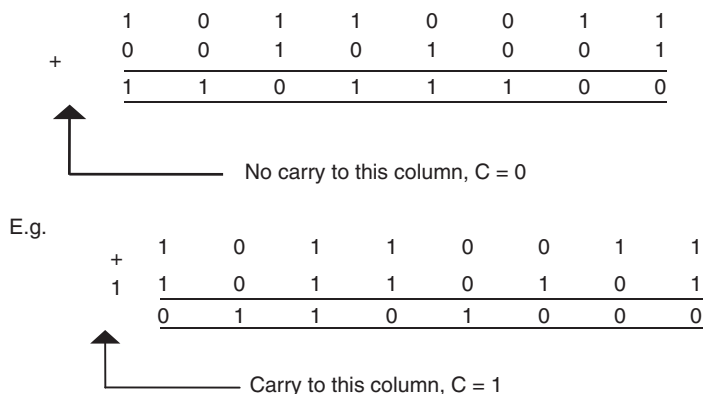 1 0 1 1 0 0 1 1
+ 0 0 1 0 1 0 0 1
1 1 0 1 1 1 0 0
No carry to this column, C = 0
E.g.
+ 1 0 1 1 0 0 1 1
1 1 0 1 1 0 1 0 1
0 1 1 0 1 0 0 0
Carry to this column, C = 1